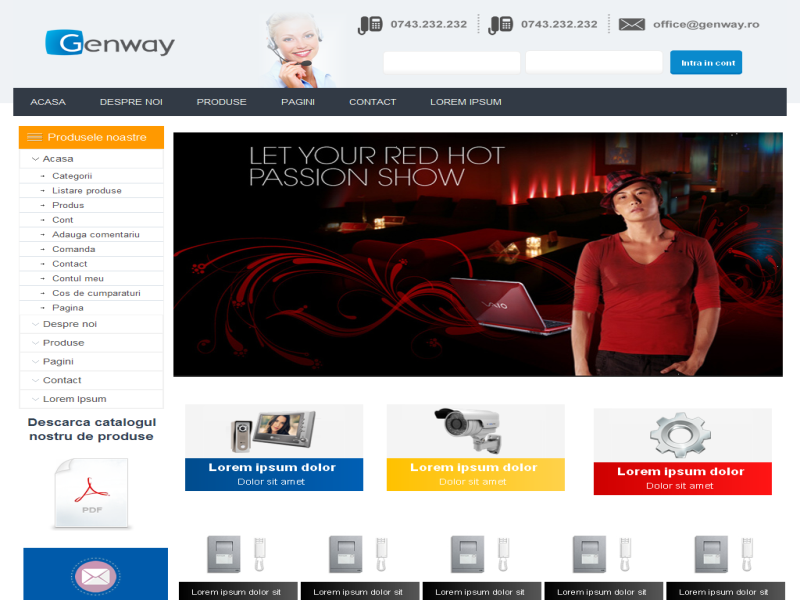 Genway
0743.232.232
0743.232.232
office@genway.ro
Intra in cont
ACASA
DESPRE NOI
PRODUSE
PAGINI
CONTACT
LOREM IPSUM
Produsele noastre
Acasa
Categorii
Listare produse
Produs
Cont
Adauga comentariu
Comanda
Contact
Contul meu
Cos de cumparaturi
Pagina
Despre noi
Produse
Pagini
Contact
Lorem Ipsum
LET YOUR RED HOT
PASSION SHOW
VAIO
Descarca catalogul
nostru de produse
PDF
Lorem ipsum dolor
Dolor sit amet
Lorem ipsum dolor
Dolor sit amet
Lorem ipsum dolor
Dolor sit amet
Lorem ipsum dolor sit
Lorem ipsum dolor sit
Lorem ipsum dolor sit
Lorem ipsum dolor sit
Lorem ipsum dolor sit